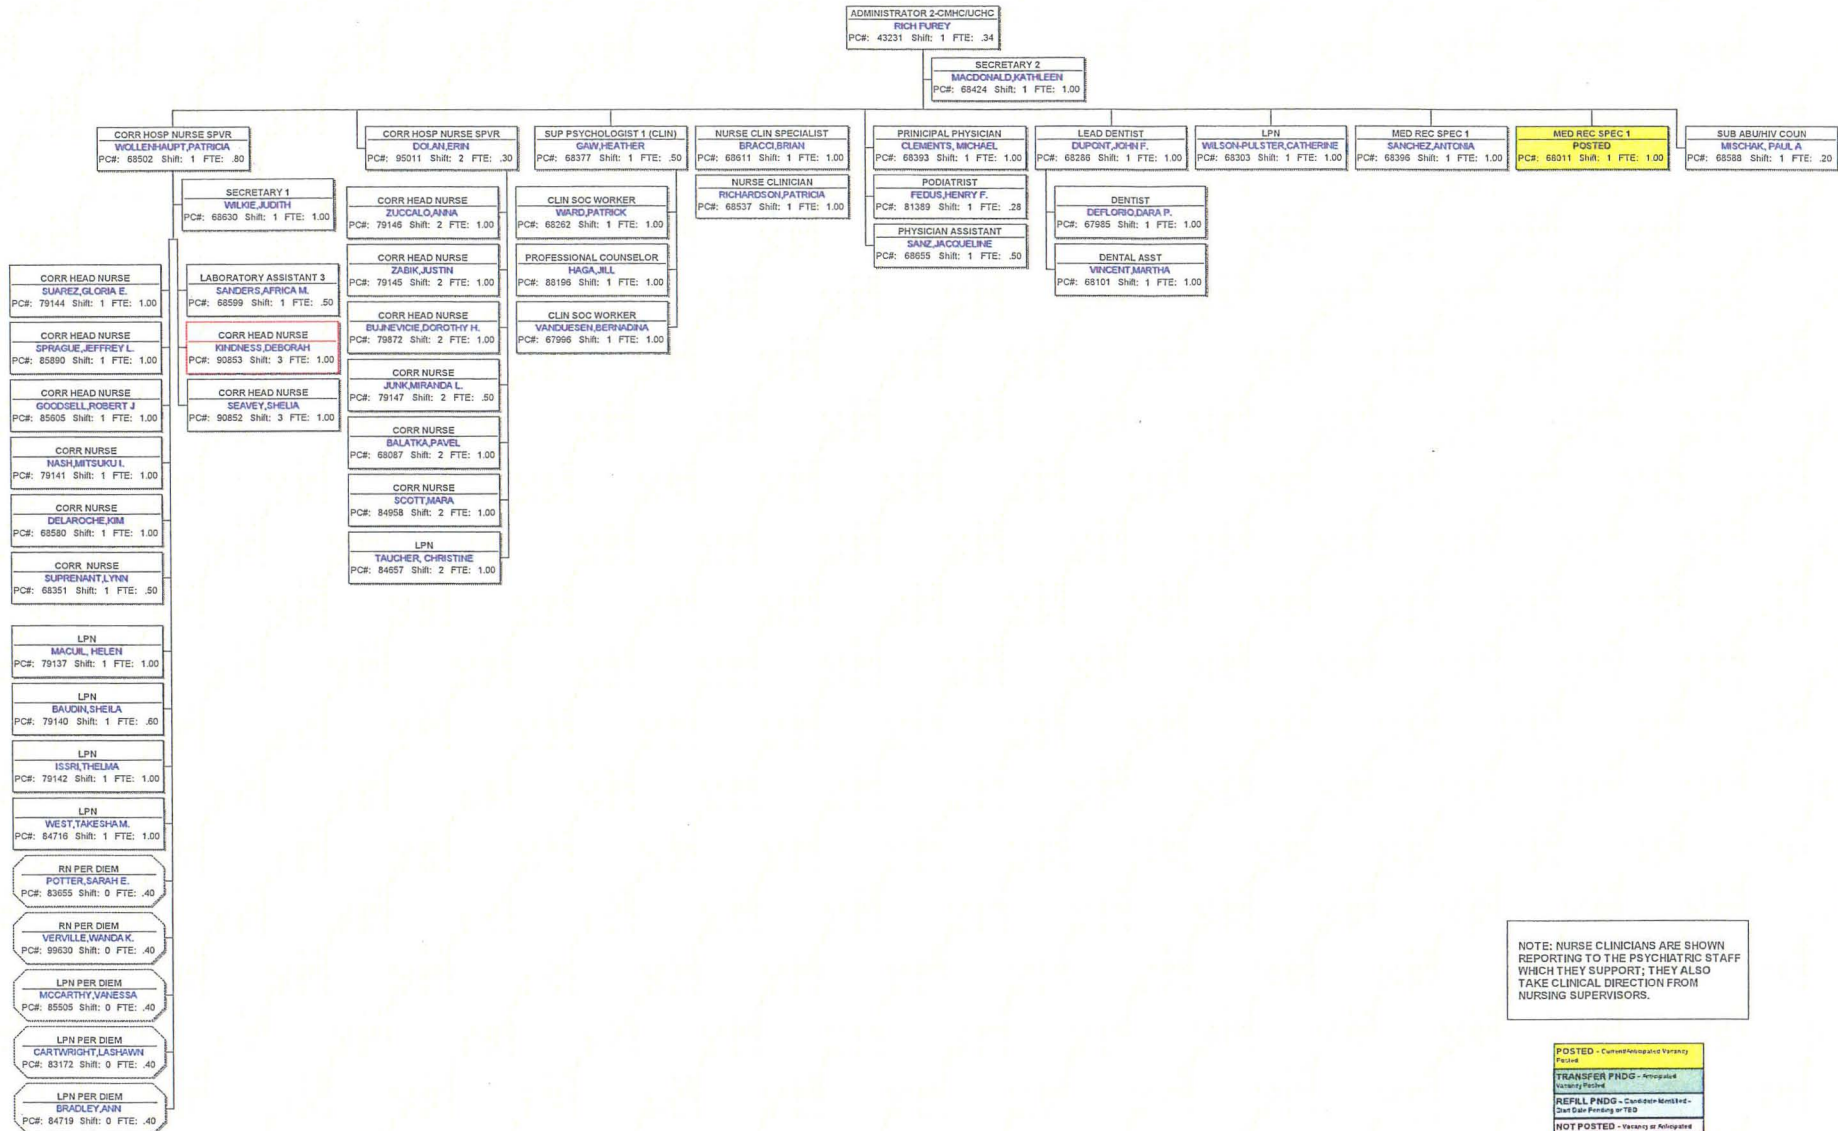 ADMINISTRATOR 2-CMHC/UCHC
RICH FUREY
PC#: 43231 Shift: 1 FTE: .34
SECRETARY 2
MACDONALD,KATHLEEN
PC#: 68424 Shift: 1 FTE: 1.00
CORR HOSP NURSE SPVR
WOLLENHAUPT,PATRICIA
PC#: 68502 Shift: 1 FTE: .80
SECRETARY 1
WILKIE,JUDITH
PC#: 68630 Shift: 1 FTE: 1.00
CORR HEAD NURSE
SUAREZ,GLORIA E.
PC#: 79144 Shift: 1 FTE: 1.00
CORR HEAD NURSE
SPRAGUE,JEFFREY L.
PC#: 85890 Shift: 1 FTE: 1.00
CORR HEAD NURSE
GOODSELL,ROBERT J
PC#: 85605 Shift: 1 FTE: 1.00
CORR NURSE
NASH,MITSUKU I.
PC#: 79141 Shift: 1 FTE: 1.00
CORR NURSE
DELAROCHE,KIM
PC#: 68580 Shift: 1 FTE: 1.00
CORR NURSE
SUPRENANT,LYNN
PC#: 68351 Shift: 1 FTE: .50
LPN
MACUIL, HELEN
PC#: 79137 Shift: 1 FTE: 1.00
LPN
BAUDIN,SHEILA
PC#: 79140 Shift: 1 FTE: .60
LPN
ISSRI,THELMA
PC#: 79142 Shift: 1 FTE: 1.00
LPN
WEST,TAKESHA M.
PC#: 84716 Shift: 1 FTE: 1.00
RN PER DIEM
POTTER,SARAH E.
PC#: 83655 Shift: 0 FTE: .40
RN PER DIEM
VERVILLE,WANDA K.
PC#: 99630 Shift: 0 FTE: .40
LPN PER DIEM
MCCARTHY,VANESSA
PC#: 85505 Shift: 0 FTE: .40
LPN PER DIEM
CARTWRIGHT,LASHAWN
PC#: 83172 Shift: 0 FTE: .40
LPN PER DIEM
BRADLEY,ANN
PC#: 84719 Shift: 0 FTE: .40
LABORATORY ASSISTANT 3
SANDERS,AFRICA M.
PC#: 68599 Shift: 1 FTE: .50
CORR HEAD NURSE
KINDNESS,DEBORAH
PC#: 90853 Shift: 3 FTE: 1.00
CORR HEAD NURSE
SEAVEY,SHELIA
PC#: 90852 Shift: 3 FTE: 1.00
CORR HOSP NURSE SPVR
DOLAN,ERIN
PC#: 95011 Shift: 2 FTE: .30
CORR HEAD NURSE
ZUCCALO,ANNA
PC#: 79146 Shift: 2 FTE: 1.00
CORR HEAD NURSE
ZABIK,JUSTIN
PC#: 79145 Shift: 2 FTE: 1.00
CORR HEAD NURSE
BUJNEVICIE,DOROTHY H.
PC#: 79872 Shift: 2 FTE: 1.00
CORR NURSE
JUNK,MIRANDA L.
PC#: 79147 Shift: 2 FTE: .50
CORR NURSE
BALATKA,PAVEL
PC#: 68087 Shift: 2 FTE: 1.00
CORR NURSE
SCOTT,MARA
PC#: 84958 Shift: 2 FTE: 1.00
LPN
TAUCHER, CHRISTINE
PC#: 84657 Shift: 2 FTE: 1.00
SUP PSYCHOLOGIST 1 (CLIN)
GAW,HEATHER
PC#: 68377 Shift: 1 FTE: .50
CLIN SOC WORKER
WARD,PATRICK
PC#: 68262 Shift: 1 FTE: 1.00
PROFESSIONAL COUNSELOR
HAGA,JILL
PC#: 88196 Shift: 1 FTE: 1.00
CLIN SOC WORKER
VANDUESEN,BERNADINA
PC#: 67996 Shift: 1 FTE: 1.00
NURSE CLIN SPECIALIST
BRACCI,BRIAN
PC#: 68611 Shift: 1 FTE: 1.00
NURSE CLINICIAN
RICHARDSON,PATRICIA
PC#: 68537 Shift: 1 FTE: 1.00
PRINICIPAL PHYSICIAN
CLEMENTS, MICHAEL
PC#: 68393 Shift: 1 FTE: 1.00
PODIATRIST
FEDUS,HENRY F.
PC#: 81389 Shift: 1 FTE: .28
PHYSICIAN ASSISTANT
SANZ,JACQUELINE
PC#: 68655 Shift: 1 FTE: .50
LEAD DENTIST
DUPONT,JOHN F.
PC#: 68286 Shift: 1 FTE: 1.00
DENTIST
DEFLORIO,DARA P.
PC#: 67985 Shift: 1 FTE: 1.00
DENTAL ASST
VINCENT,MARTHA
PC#: 68101 Shift: 1 FTE: 1.00
LPN
WILSON-PULSTER,CATHERINE
PC#: 68303 Shift: 1 FTE: 1.00
MED REC SPEC 1
SANCHEZ,ANTONIA
PC#: 68396 Shift: 1 FTE: 1.00
MED REC SPEC 1
POSTED
PC#: 68011 Shift: 1 FTE: 1.00
SUB ABU/HIV COUN
MISCHAK, PAUL A
PC#: 68588 Shift: 1 FTE: .20
NOTE: NURSE CLINICIANS ARE SHOWN
REPORTING TO THE PSYCHIATRIC STAFF
WHICH THEY SUPPORT; THEY ALSO
TAKE CLINICAL DIRECTION FROM
NURSING SUPERVISORS.
POSTED - Current/Anticipated Vacancy
Posted
TRANSFER PNDG - Anticipated
Vacancy Posted
REFILL PNDG - Candidate Identified -
Start Date Pending or TBD
NOT POSTED - Vacancy or Anticipated